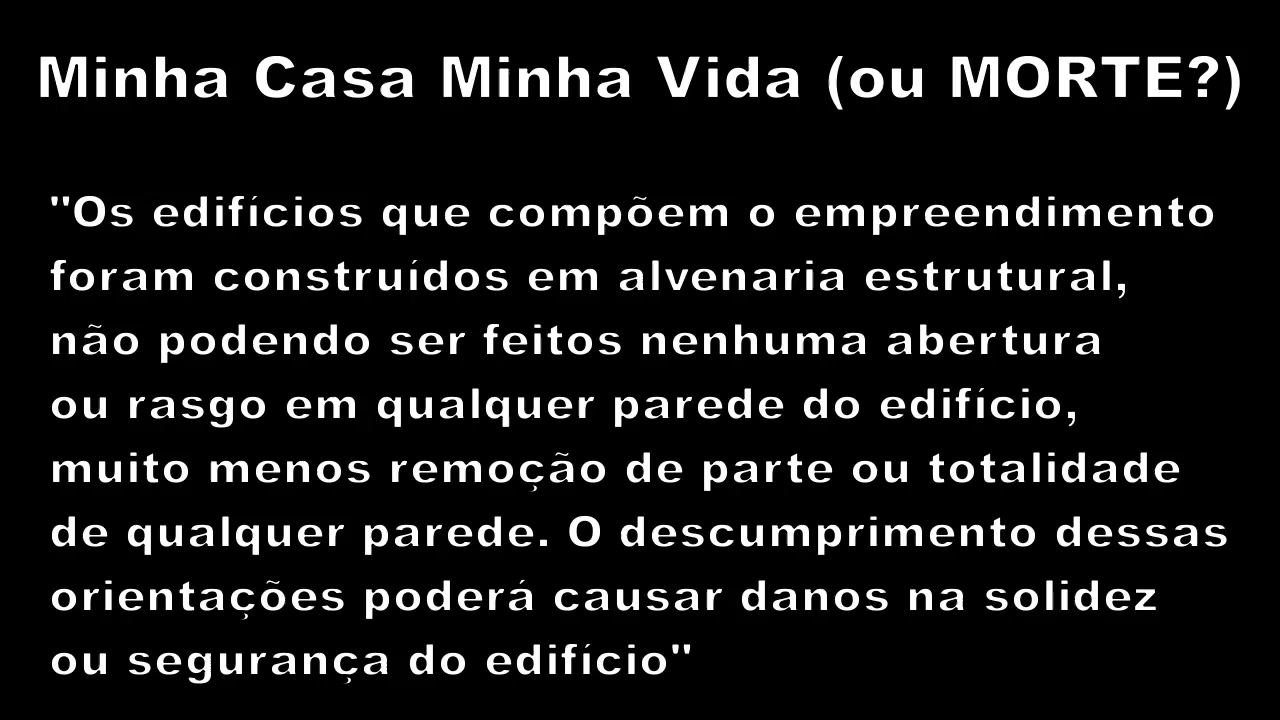 Minha Casa Minha Vida (ou MORTE?)
"Os edifícios que compõem o empreendimento
foram construídos em alvenaria estrutural,
não podendo ser feitos nenhuma abertura
ou rasgo em qualquer parede do edifício,
muito menos remoção de parte ou totalidade
de qualquer parede. O descumprimento dessas
orientações poderá causar danos na solidez
ou segurança do edifício"